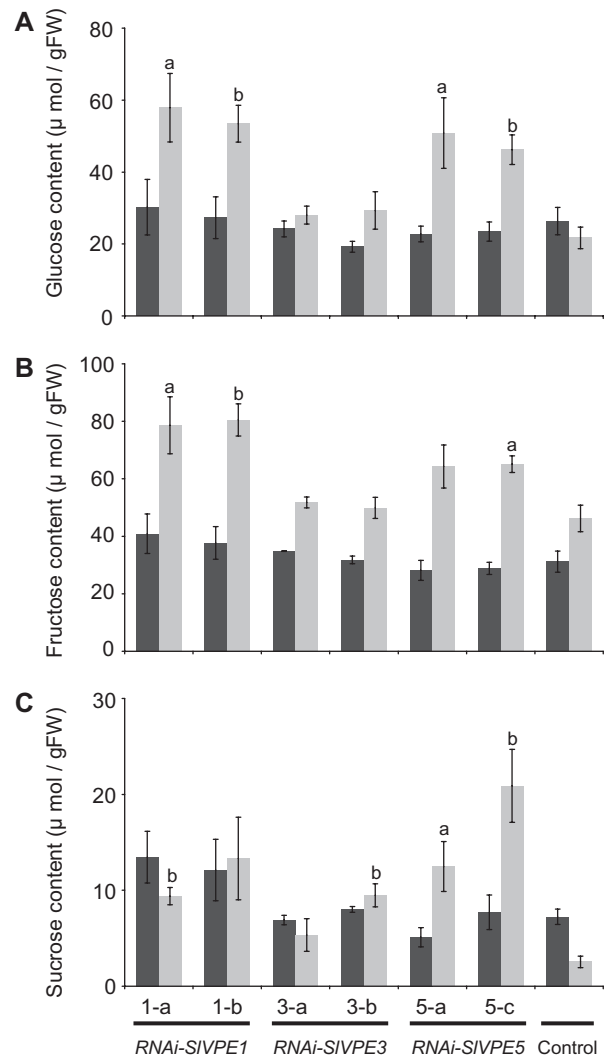 A
Glucose content (μ mol / gFW)
80
60
40
20
0
a
b
a
b
B
Fructose content (μ mol / gFW)
100
80
60
40
20
0
a
b
a
C
Sucrose content (μ mol / gFW)
30
20
10
0
b
b
a
b
1-a 1-b 3-a 3-b 5-a 5-c
RNAi-SlVPE1 RNAi-SlVPE3 RNAi-SlVPE5 Control